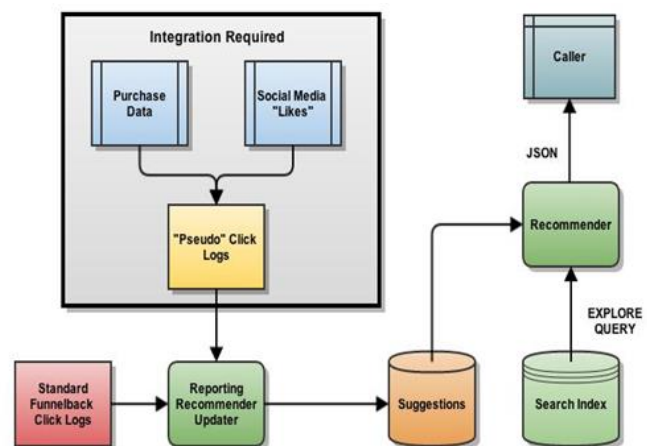 Integration Required
Caller
Purchase
Data
Social Media
"Likes"
JSON
"Pseudo" Click
Logs
Recommender
EXPLORE
QUERY
Standard
Funnelback
Click Logs
Reporting
Recommender
Updater
Suggestions
Search Index